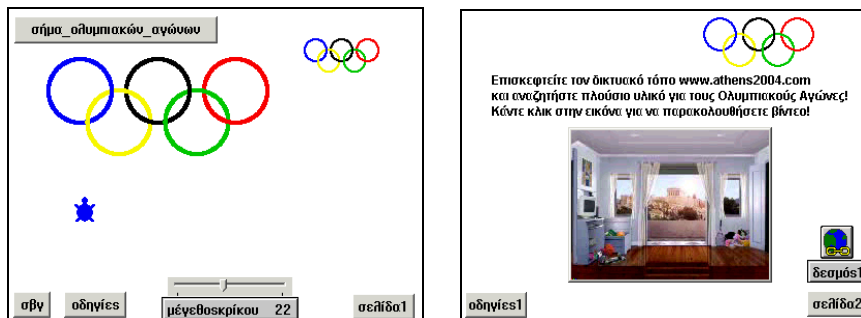 σήμα_ολυμπιακών_αγώνων
σβγ
οδηγίες
μέγεθοςκρίκου 22
σελίδα1
Επισκεφτείτε τον δικτυακό τόπο www.athens2004.com
και αναζητήστε πλούσιο υλικό για τους Ολυμπιακούς Αγώνες!
Κάντε κλικ στην εικόνα για να παρακολουθήσετε βίντεο!
δεσμός1
οδηγίες1
σελίδα2